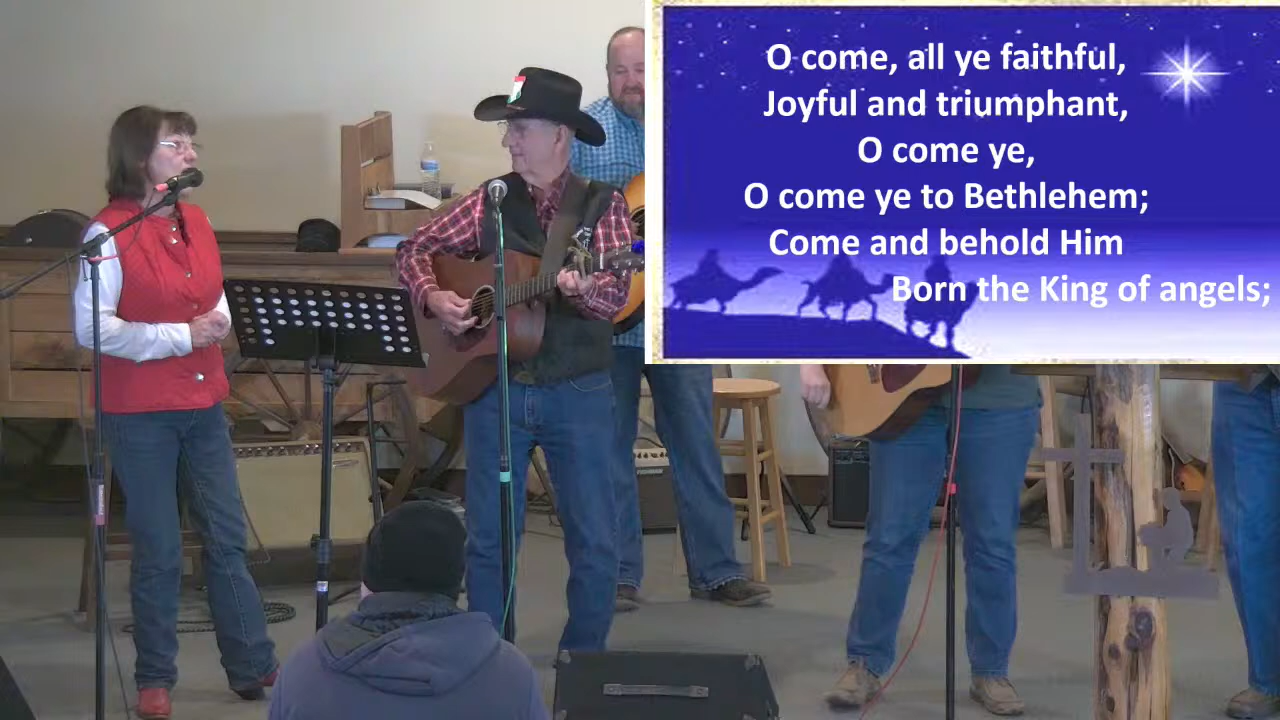 O come, all ye faithful,
Joyful and triumphant,
O come ye,
O come ye to Bethlehem;
Come and behold Him
Born the King of angels;